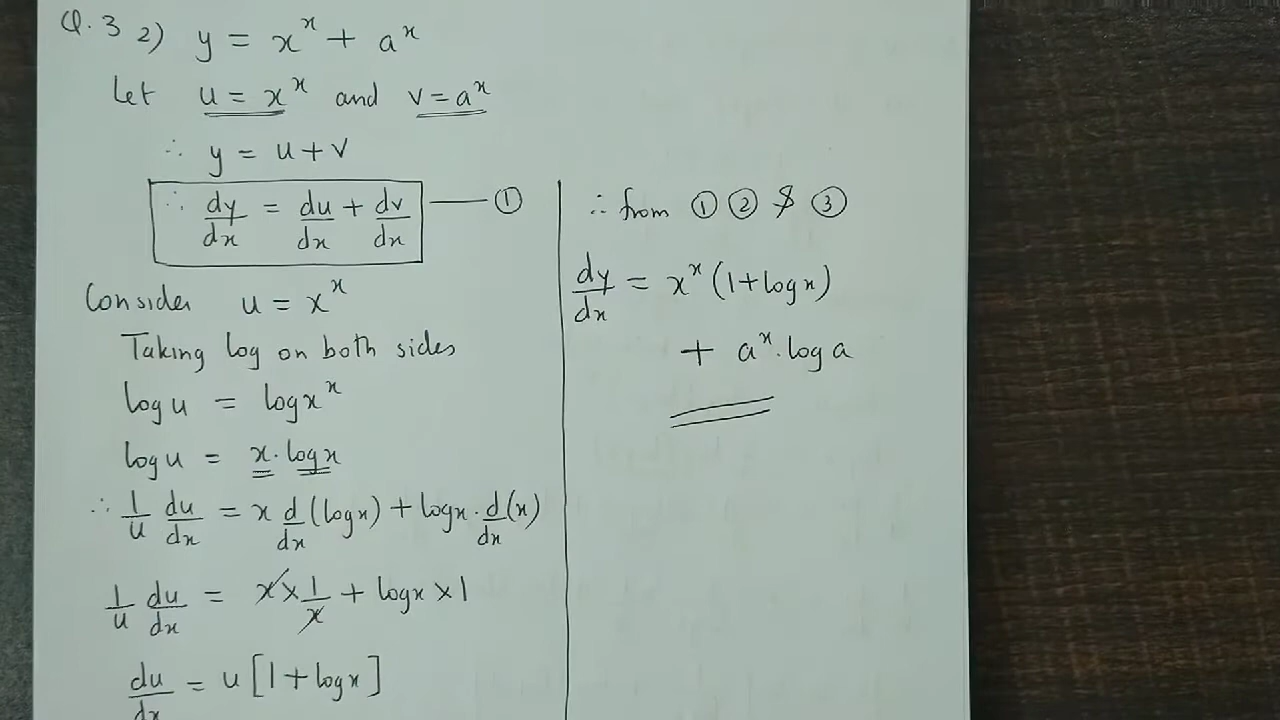 Q.3 2) y = x^x + a^x
Let u = x^x and v = a^x
∴ y = u + v
∴ dy/dx = du/dx + dv/dx —— ①
Consider u = x^x
Taking log on both sides
log u = log x^x
log u = x · log x
∴ 1/u du/dx = x d/dx (log x) + log x · d/dx (x)
1/u du/dx = x × 1/x + log x × 1
du/dx = u [1 + log x]
∴ from ① ② & ③
dy/dx = x^x (1 + log x)
+ a^x · log a